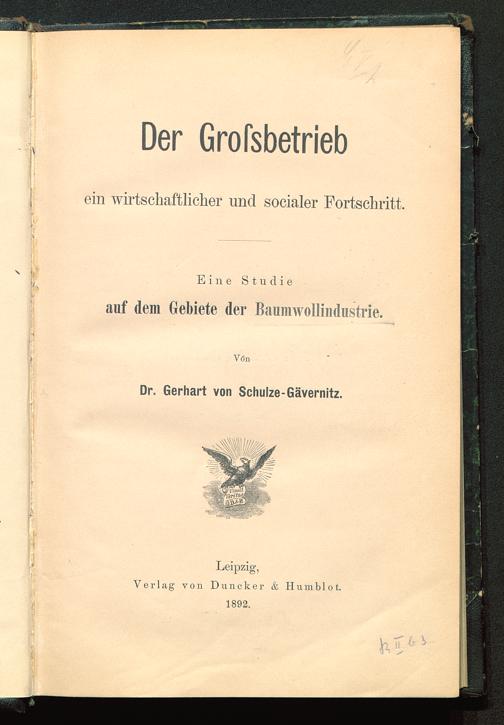 Der Groſsbetrieb
ein wirtschaftlicher und socialer Fortschritt.
Eine Studie
auf dem Gebiete der Baumwollindustrie.
Von
Dr. Gerhart von Schulze-Gävernitz.
Leipzig,
Verlag von Duncker & Humblot.
1892.